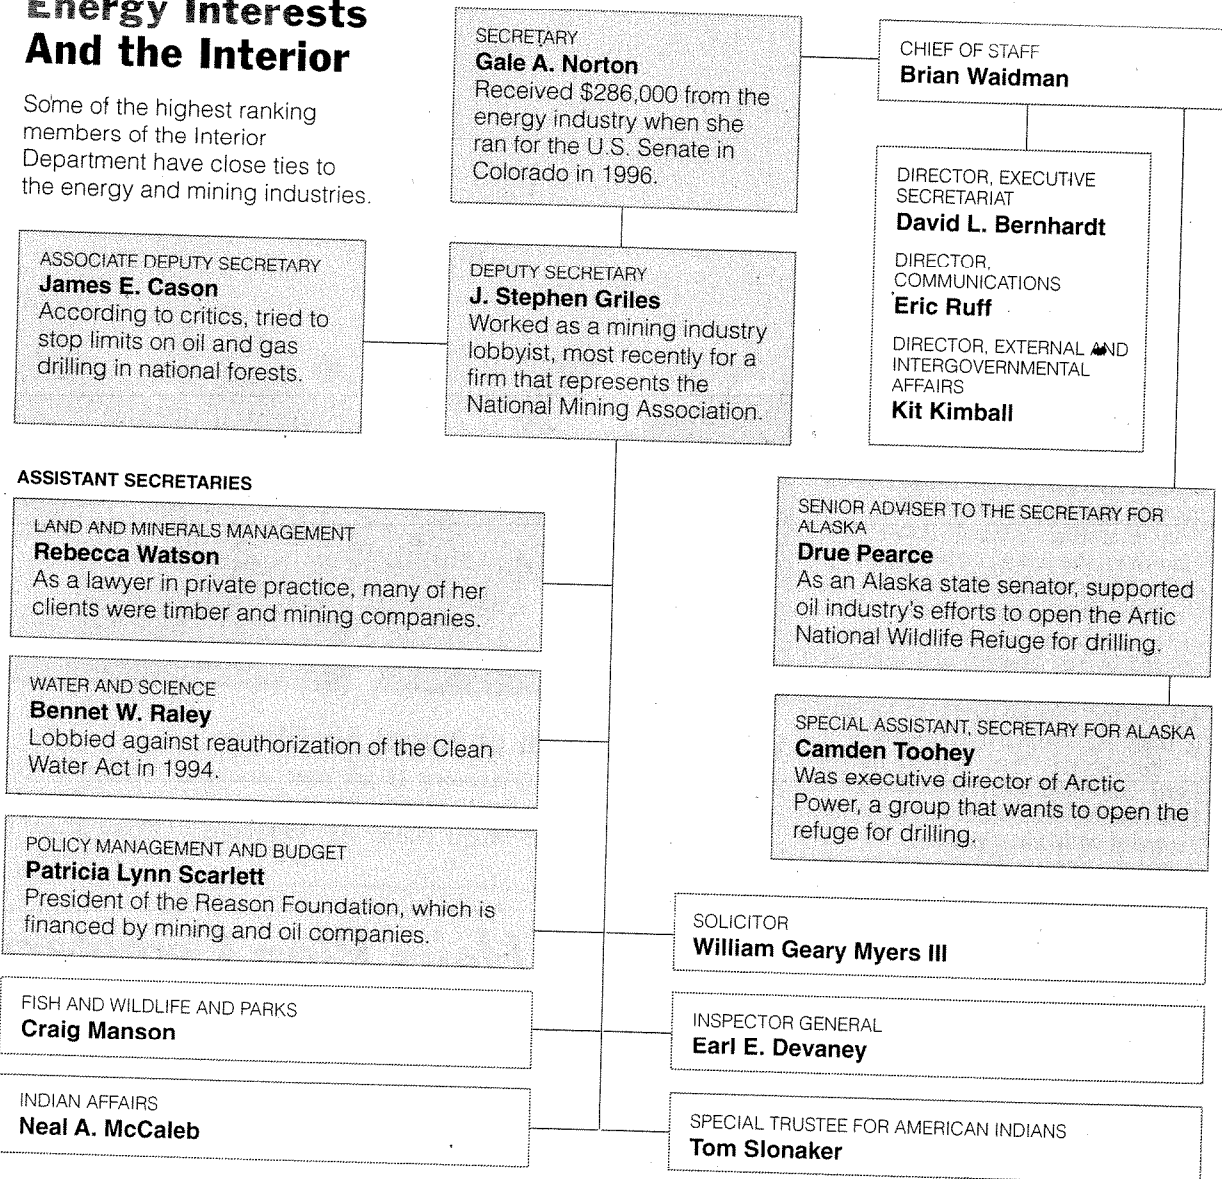 Energy Interests
And the Interior
Some of the highest ranking
members of the Interior
Department have close ties to
the energy and mining industries.
SECRETARY
Gale A. Norton
Received $286,000 from the
energy industry when she
ran for the U.S. Senate in
Colorado in 1996.
CHIEF OF STAFF
Brian Waidman
DIRECTOR, EXECUTIVE
SECRETARIAT
David L. Bernhardt
DIRECTOR,
COMMUNICATIONS
Eric Ruff
DIRECTOR, EXTERNAL AND
INTERGOVERNMENTAL
AFFAIRS
Kit Kimball
ASSOCIATE DEPUTY SECRETARY
James E. Cason
According to critics, tried to
stop limits on oil and gas
drilling in national forests.
DEPUTY SECRETARY
J. Stephen Griles
Worked as a mining industry
lobbyist, most recently for a
firm that represents the
National Mining Association.
ASSISTANT SECRETARIES
LAND AND MINERALS MANAGEMENT
Rebecca Watson
As a lawyer in private practice, many of her
clients were timber and mining companies.
WATER AND SCIENCE
Bennet W. Raley
Lobbied against reauthorization of the Clean
Water Act in 1994.
POLICY MANAGEMENT AND BUDGET
Patricia Lynn Scarlett
President of the Reason Foundation, which is
financed by mining and oil companies.
FISH AND WILDLIFE AND PARKS
Craig Manson
INDIAN AFFAIRS
Neal A. McCaleb
SENIOR ADVISER TO THE SECRETARY FOR
ALASKA
Drue Pearce
As an Alaska state senator, supported
oil industry's efforts to open the Artic
National Wildlife Refuge for drilling.
SPECIAL ASSISTANT, SECRETARY FOR ALASKA
Camden Toohey
Was executive director of Arctic
Power, a group that wants to open the
refuge for drilling.
SOLICITOR
William Geary Myers III
INSPECTOR GENERAL
Earl E. Devaney
SPECIAL TRUSTEE FOR AMERICAN INDIANS
Tom Slonaker